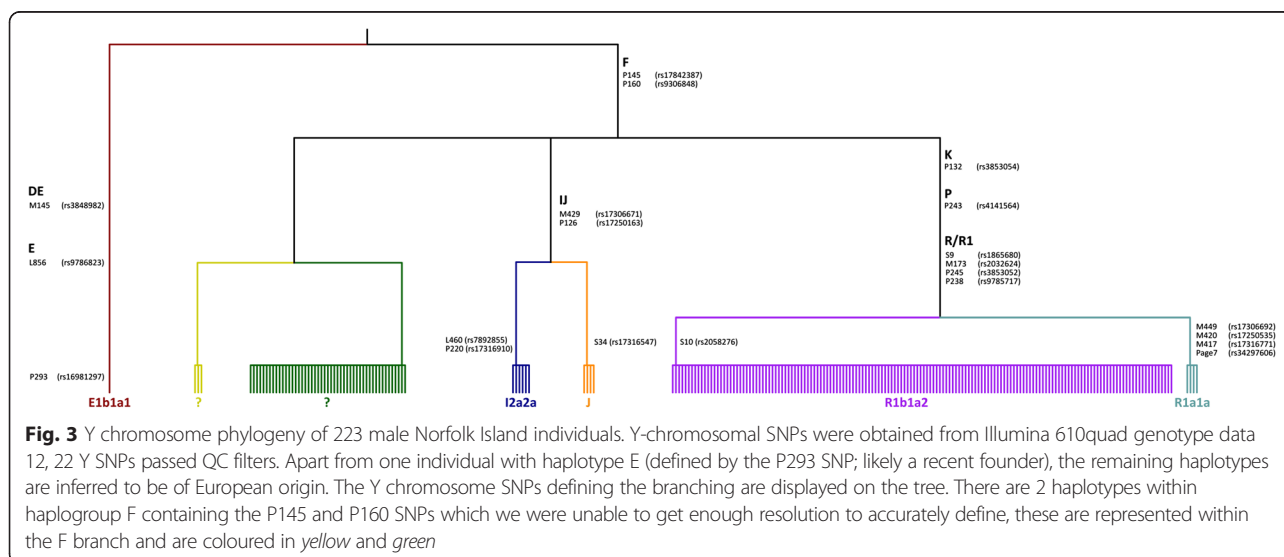 F
P145 (rs17842387)
P160 (rs9306848)
K
P132 (rs3853054)
DE
M145 (rs3848982)
IJ
M429 (rs17306671)
P126 (rs17250163)
P
P243 (rs4141564)
E
L856 (rs9786823)
R/R1
S9 (rs1865680)
M173 (rs2032624)
P245 (rs3853052)
P238 (rs9785717)
L460 (rs7892855)
P220 (rs17316910)
S34 (rs17316547)
S10 (rs2058276)
M449 (rs17306692)
M420 (rs17250535)
M417 (rs17316771)
Page7 (rs34297606)
P293 (rs16981297)
E1b1a1
?
?
I2a2a
J
R1b1a2
R1a1a
Fig. 3 Y chromosome phylogeny of 223 male Norfolk Island individuals. Y-chromosomal SNPs were obtained from Illumina 610quad genotype data
12, 22 Y SNPs passed QC filters. Apart from one individual with haplotype E (defined by the P293 SNP; likely a recent founder), the remaining haplotypes
are inferred to be of European origin. The Y chromosome SNPs defining the branching are displayed on the tree. There are 2 haplotypes within
haplogroup F containing the P145 and P160 SNPs which we were unable to get enough resolution to accurately define, these are represented within
the F branch and are coloured in yellow and green